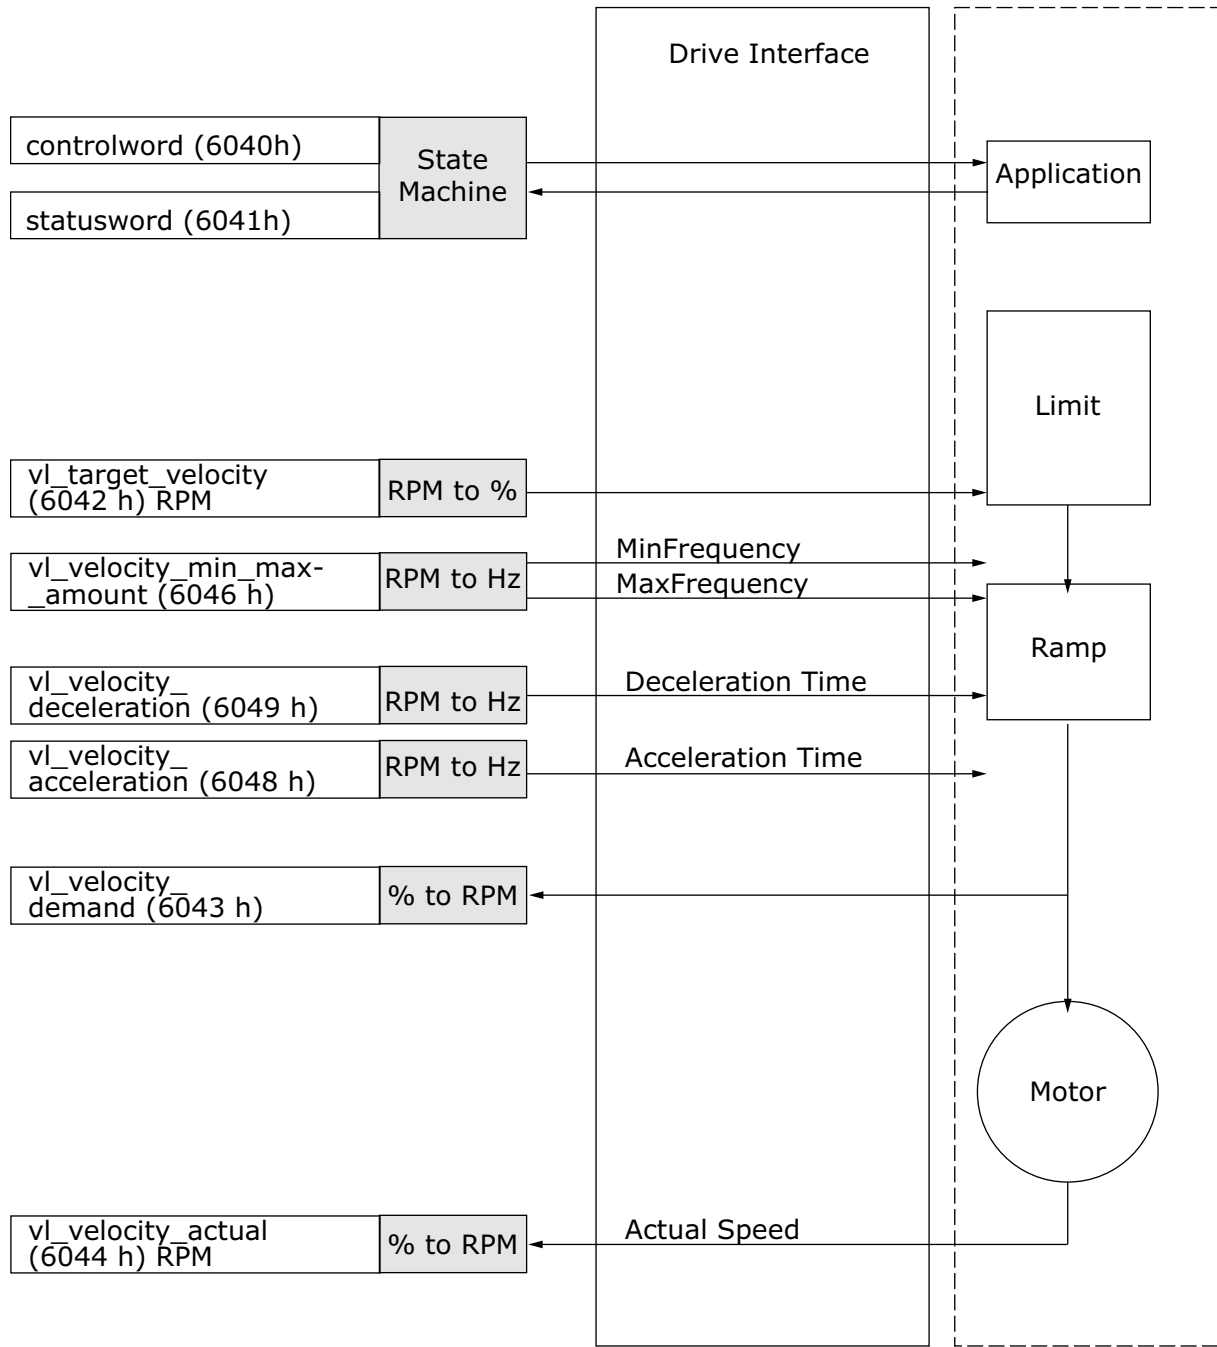 Drive Interface
controlword (6040h)
State
Machine
statusword (6041h)
Application
Limit
vl_target_velocity
(6042 h) RPM
RPM to %
vl_velocity_min_max-
_amount (6046 h)
RPM to Hz
MinFrequency
MaxFrequency
Ramp
vl_velocity_
deceleration (6049 h)
RPM to Hz
Deceleration Time
vl_velocity_
acceleration (6048 h)
RPM to Hz
Acceleration Time
vl_velocity_
demand (6043 h)
% to RPM
Motor
vl_velocity_actual
(6044 h) RPM
% to RPM
Actual Speed